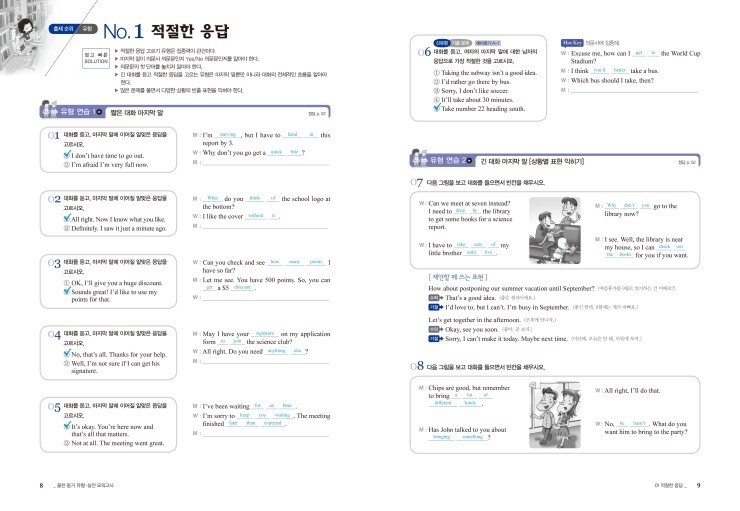 출제 순위 유형
No. 1 적절한 응답
쉽고 빠른
SOLUTION
▶ 적절한 응답 고르기 유형은 집중력이 관건이다.
▶ 마지막 말이 의문사 의문문인지 Yes/No 의문문인지를 알아야 한다.
▶ 의문문의 첫 단어를 놓치지 말아야 한다.
▶ 긴 대화를 듣고 적절한 응답을 고르는 유형은 마지막 말뿐만 아니라 대화의 전체적인 흐름을 알아야 한다.
▶ 많은 문제를 풀면서 다양한 상황의 빈출 표현을 익혀야 한다.
유형 연습 1 짧은 대화 마지막 말
정답 p. 02
01 대화를 듣고, 마지막 말에 이어질 알맞은 응답을
고르시오.
① I don't have time to go out.
② I'm afraid I'm very full now.
M: I'm starving, but I have to hand in this
report by 3.
W: Why don't you go get a quick bite?
M:
02 대화를 듣고, 마지막 말에 이어질 알맞은 응답을
고르시오.
① All right. Now I know what you like.
② Definitely. I saw it just a minute ago.
M: What do you think of the school logo at
the bottom?
W: I like the cover without it.
M:
03 대화를 듣고, 마지막 말에 이어질 알맞은 응답을
고르시오.
① OK, I'll give you a huge discount.
② Sounds great! I'd like to use my
points for that.
W: Can you check and see how many points I
have so far?
M: Let me see. You have 500 points. So, you can
get a $5 discount.
W:
04 대화를 듣고, 마지막 말에 이어질 알맞은 응답을
고르시오.
① No, that's all. Thanks for your help.
② Well, I'm not sure if I can get his
signature.
M: May I have your signature on my application
form to join the science club?
W: All right. Do you need anything else?
M:
05 대화를 듣고, 마지막 말에 이어질 알맞은 응답을
고르시오.
① It's okay. You're here now and
that's all that matters.
② Not at all. The meeting went great.
M: I've been waiting for an hour.
W: I'm sorry to keep you waiting. The meeting
finished later than expected.
M:
8 _ 올찬 듣기 유형·실전 모의고사
06 대화를 듣고, 여자의 마지막 말에 대한 남자의
응답으로 가장 적절한 것을 고르시오.
① Taking the subway isn't a good idea.
② I'd rather go there by bus.
③ Sorry, I don't like soccer.
④ It'll take about 30 minutes.
⑤ Take number 22 heading south.
Hot Key 의문사에 집중해.
W: Excuse me, how can I get to the World Cup
Stadium?
M: I think you'd better take a bus.
W: Which bus should I take, then?
M:
유형 연습 2 긴 대화 마지막 말 [상황별 표현 익히기]
정답 p. 02
07 다음 그림을 보고 대화를 들으면서 빈칸을 채우시오.
W: Can we meet at seven instead?
I need to stop by the library
to get some books for a science
report.
M: Why don't you go to the
library now?
W: I have to take care of my
little brother until five.
M: I see. Well, the library is near
my house, so I can check out
the books for you if you want.
[ 제안할 때 쓰는 표현 ]
How about postponing our summer vacation until September?
수락 That's a good idea.
거절 I'd love to, but I can't. I'm busy in September.
Let's get together in the afternoon.
수락 Okay, see you soon.
거절 Sorry, I can't make it today. Maybe next time.
08 다음 그림을 보고 대화를 들으면서 빈칸을 채우시오.
M: Chips are good, but remember
to bring a lot of
different kinds.
W: All right, I'll do that.
M: Has John talked to you about
bringing something?
W: No, he hasn't. What do you
want him to bring to the party?
01 적절한 응답 _ 9